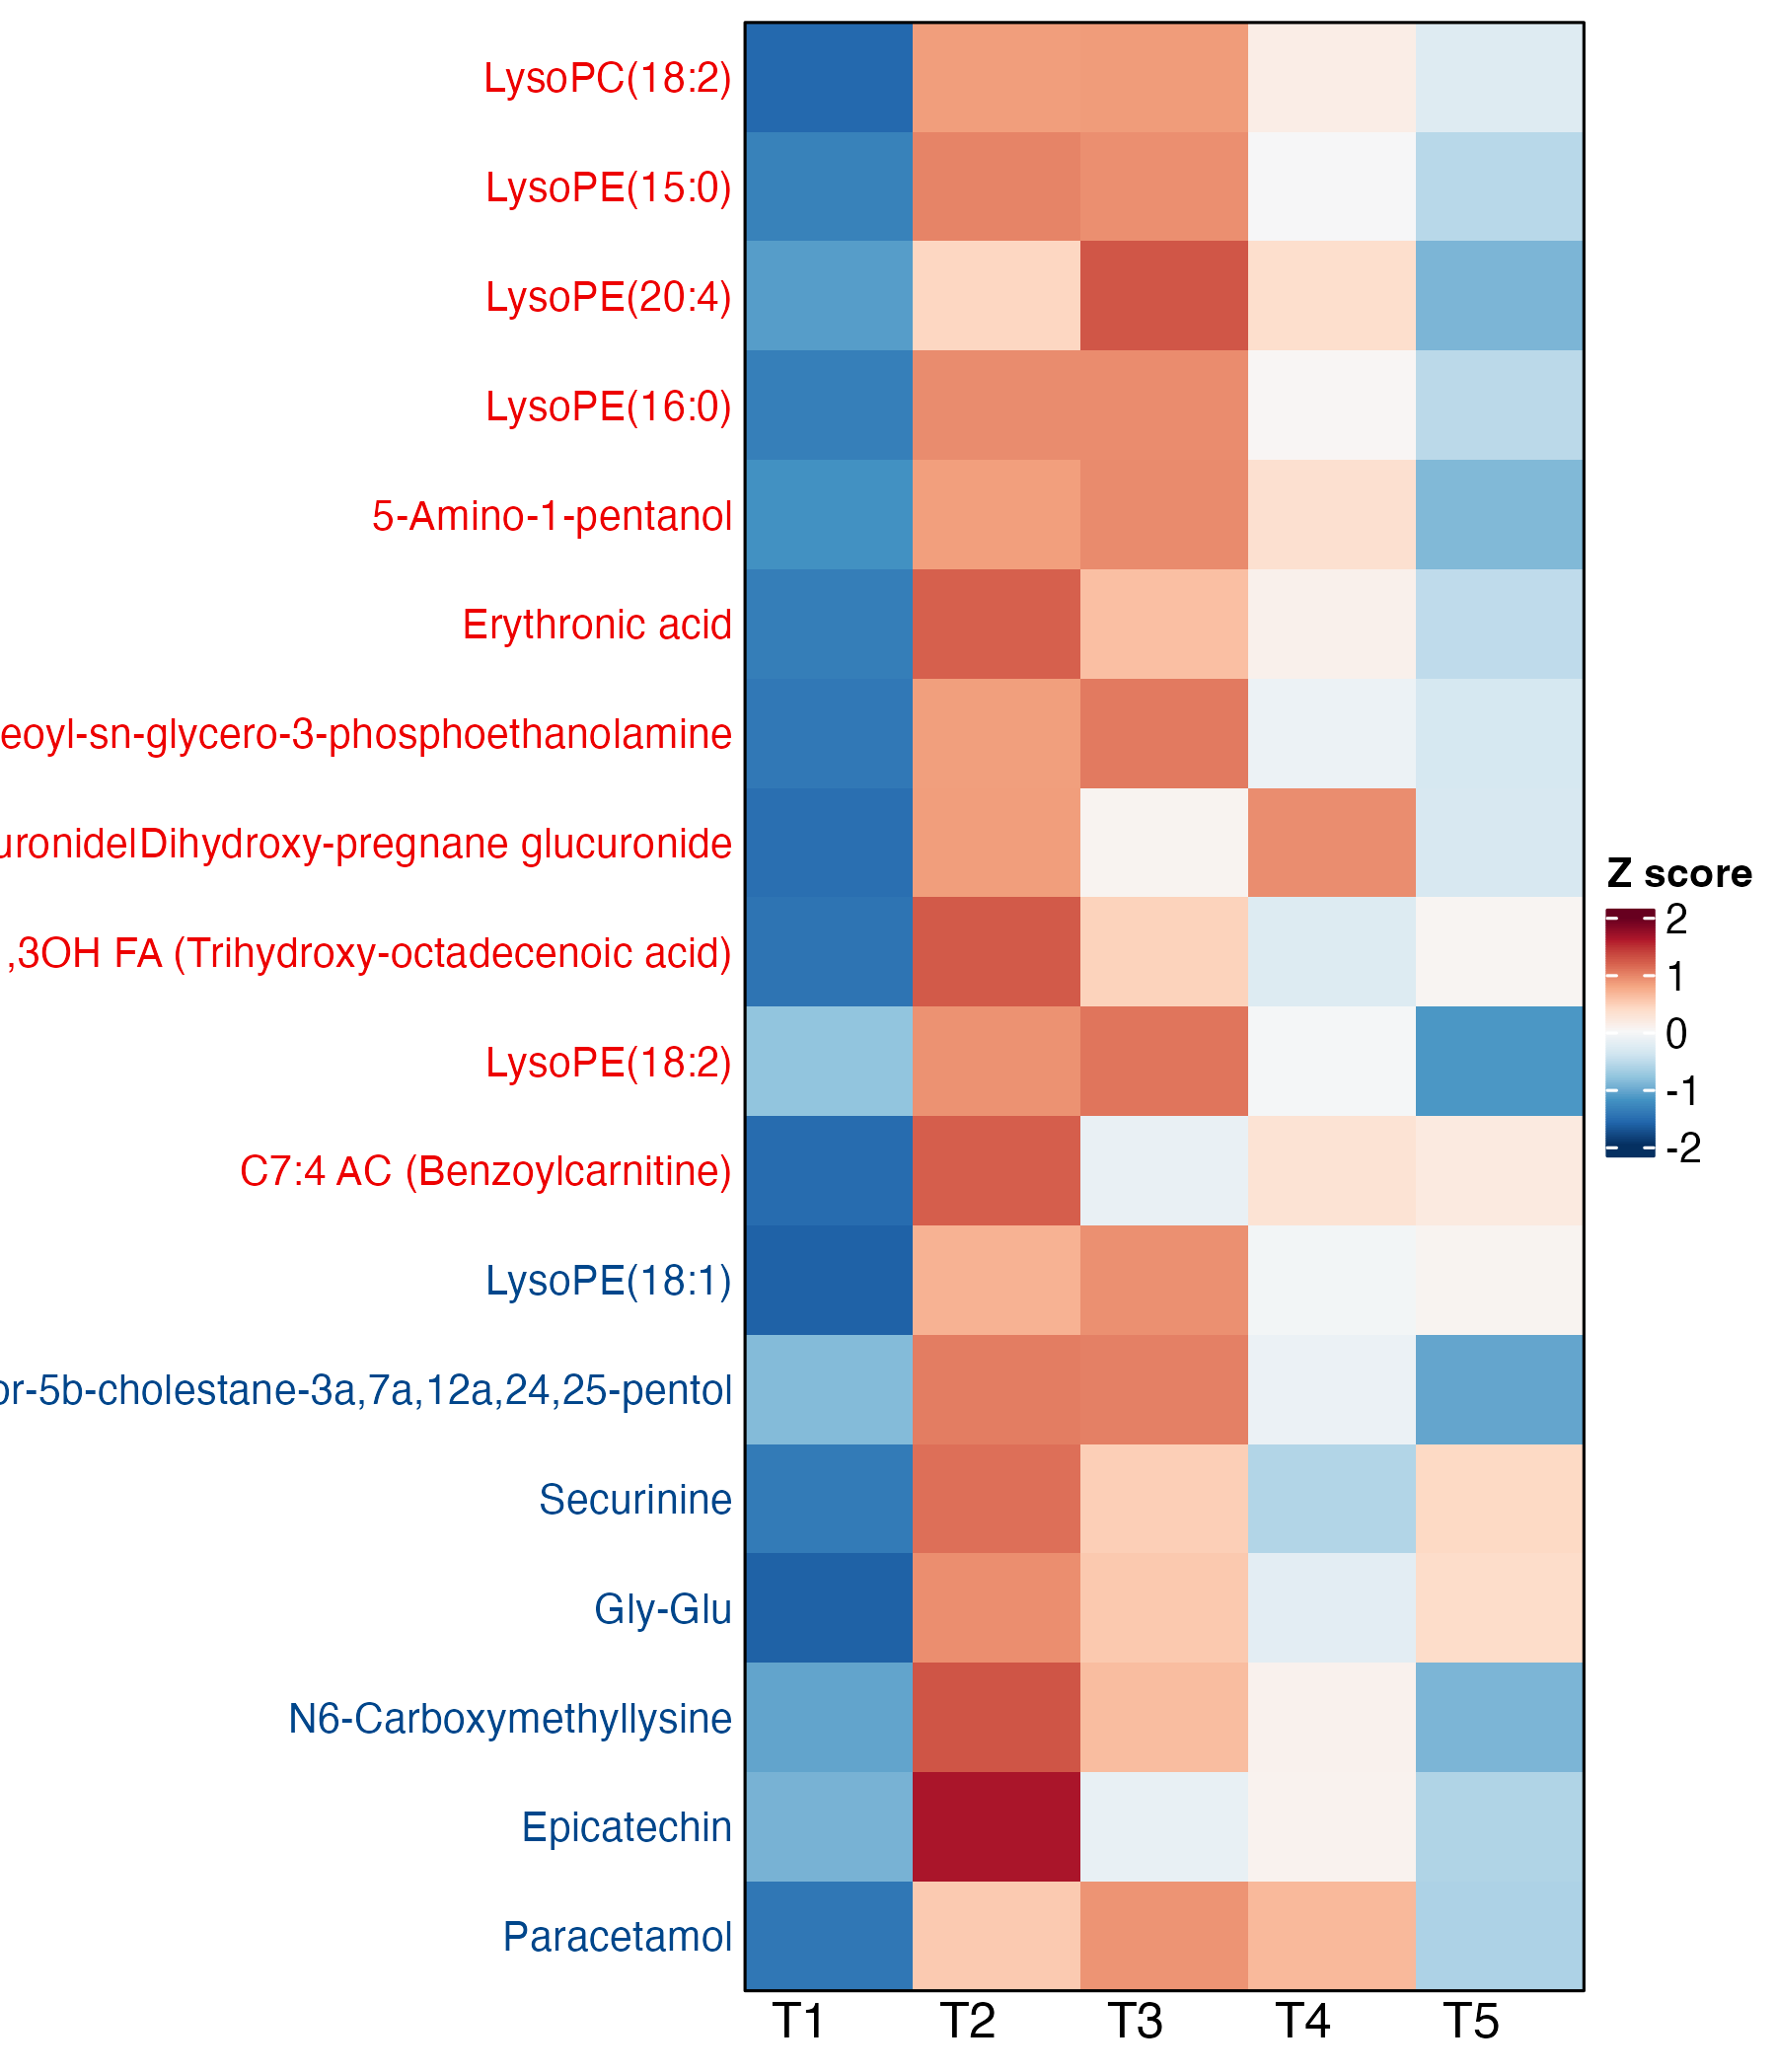 LysoPC(18:2)
LysoPE(15:0)
LysoPE(20:4)
LysoPE(16:0)
5-Amino-1-pentanol
Erythronic acid
eoyl-sn-glycero-3-phosphoethanolamine
uronide|Dihydroxy-pregnane glucuronide
,3OH FA (Trihydroxy-octadecenoic acid)
LysoPE(18:2)
C7:4 AC (Benzoylcarnitine)
LysoPE(18:1)
or-5b-cholestane-3a,7a,12a,24,25-pentol
Securinine
Gly-Glu
N6-Carboxymethyllysine
Epicatechin
Paracetamol
T1 T2 T3 T4 T5
Z score
2
1
0
-1
-2